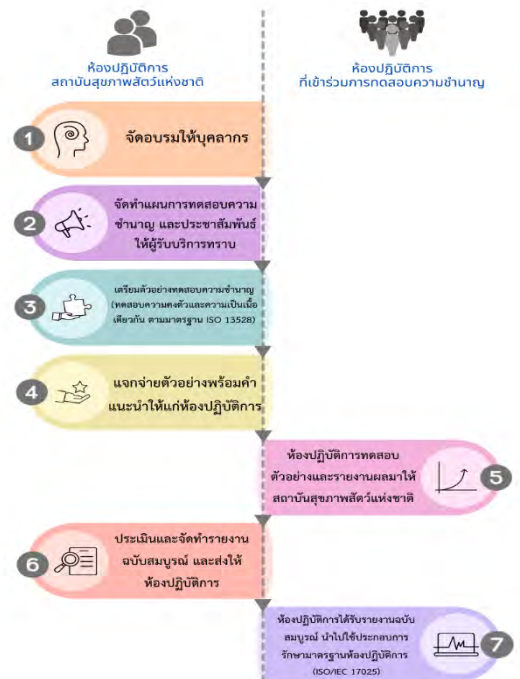 ห้องปฏิบัติการ
สถาบันสุขภาพสัตว์แห่งชาติ
ห้องปฏิบัติการ
ที่เข้าร่วมการทดสอบความชำนาญ
1
จัดอบรมให้บุคลากร
2
จัดทำแผนการทดสอบความ
ชำนาญ และประชาสัมพันธ์
ให้ผู้รับบริการทราบ
3
เตรียมตัวอย่างทดสอบความชำนาญ
(ทดสอบความคงตัวและความเป็นเนื้อ
เดียวกัน ตามมาตรฐาน ISO 13528)
4
แจกจ่ายตัวอย่างพร้อมคำ
แนะนำให้แก่ห้องปฏิบัติการ
ห้องปฏิบัติการทดสอบ
ตัวอย่างและรายงานผลมาให้
สถาบันสุขภาพสัตว์แห่งชาติ
5
6
ประเมินและจัดทำรายงาน
ฉบับสมบูรณ์ และส่งให้
ห้องปฏิบัติการ
ห้องปฏิบัติการได้รับรายงานฉบับ
สมบูรณ์ นำไปใช้ประกอบการ
รักษามาตรฐานห้องปฏิบัติการ
(ISO/IEC 17025)
7